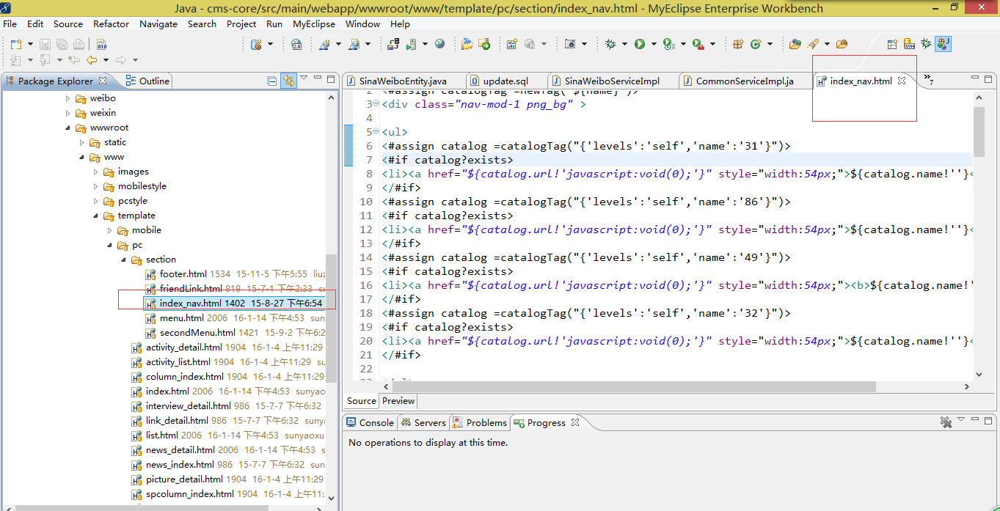 Java - cms-core/src/main/webapp/wwwroot/www/template/pc/section/index_nav.html - MyEclipse Enterprise Workbench
File Edit Source Refactor Navigate Search Project Run MyEclipse Window Help
Package Explorer Outline
weibo
weixin
wwwroot
static
www
images
mobilestyle
pcstyle
template
mobile
pc
section
footer.html 1534 15-11-5 下午5:55 liuz
friendLink.html 819 15-7-1 下午2:33 su
index_nav.html 1402 15-8-27 下午6:54
menu.html 2006 16-1-14 下午4:53 sun
secondMenu.html 1421 15-9-2 下午6:2
activity_detail.html 1904 16-1-4 上午11:29
activity_list.html 1904 16-1-4 上午11:29 su
column_index.html 1904 16-1-4 上午11:29
index.html 2006 16-1-14 下午4:53 sunyao
interview_detail.html 986 15-7-7 下午6:32
link_detail.html 986 15-7-7 下午6:32 suny
list.html 2006 16-1-14 下午4:53 sunyaoxu
news_detail.html 2006 16-1-14 下午4:53 s
news_index.html 986 15-7-7 下午6:32 sun
picture_detail.html 1904 16-1-4 上午11:29
spcolumn_index.html 1904 16-1-4 上午11:
SinaWeiboEntity.java update.sql SinaWeiboServiceImpl CommonServiceImpl.ja index_nav.html »7
2 <#assign catalogTag =newTag("${name}")>
3 <div class="nav-mod-1 png_bg" >
4
5 <ul>
6 <#assign catalog =catalogTag("{'levels':'self','name':'31'}")>
7 <#if catalog?exists>
8 <li><a href="${catalog.url!'javascript:void(0);'}" style="width:54px;">${catalog.name!''}<
9 </#if>
10 <#assign catalog =catalogTag("{'levels':'self','name':'86'}")>
11 <#if catalog?exists>
12 <li><a href="${catalog.url!'javascript:void(0);'}" style="width:54px;">${catalog.name!''}<
13 </#if>
14 <#assign catalog =catalogTag("{'levels':'self','name':'49'}")>
15 <#if catalog?exists>
16 <li><a href="${catalog.url!'javascript:void(0);'}" style="width:54px;"><b>${catalog.name!'
17 </#if>
18 <#assign catalog =catalogTag("{'levels':'self','name':'32'}")>
19 <#if catalog?exists>
20 <li><a href="${catalog.url!'javascript:void(0);'}" style="width:54px;">${catalog.name!''}<
21 </#if>
22
Source Preview
Console Servers Problems Progress
No operations to display at this time.